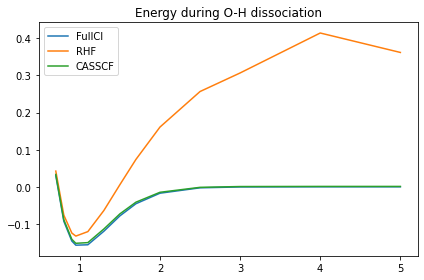 Energy during O-H dissociation
FullCI
RHF
CASSCF
0.4
0.3
0.2
0.1
0.0
−0.1
1
2
3
4
5